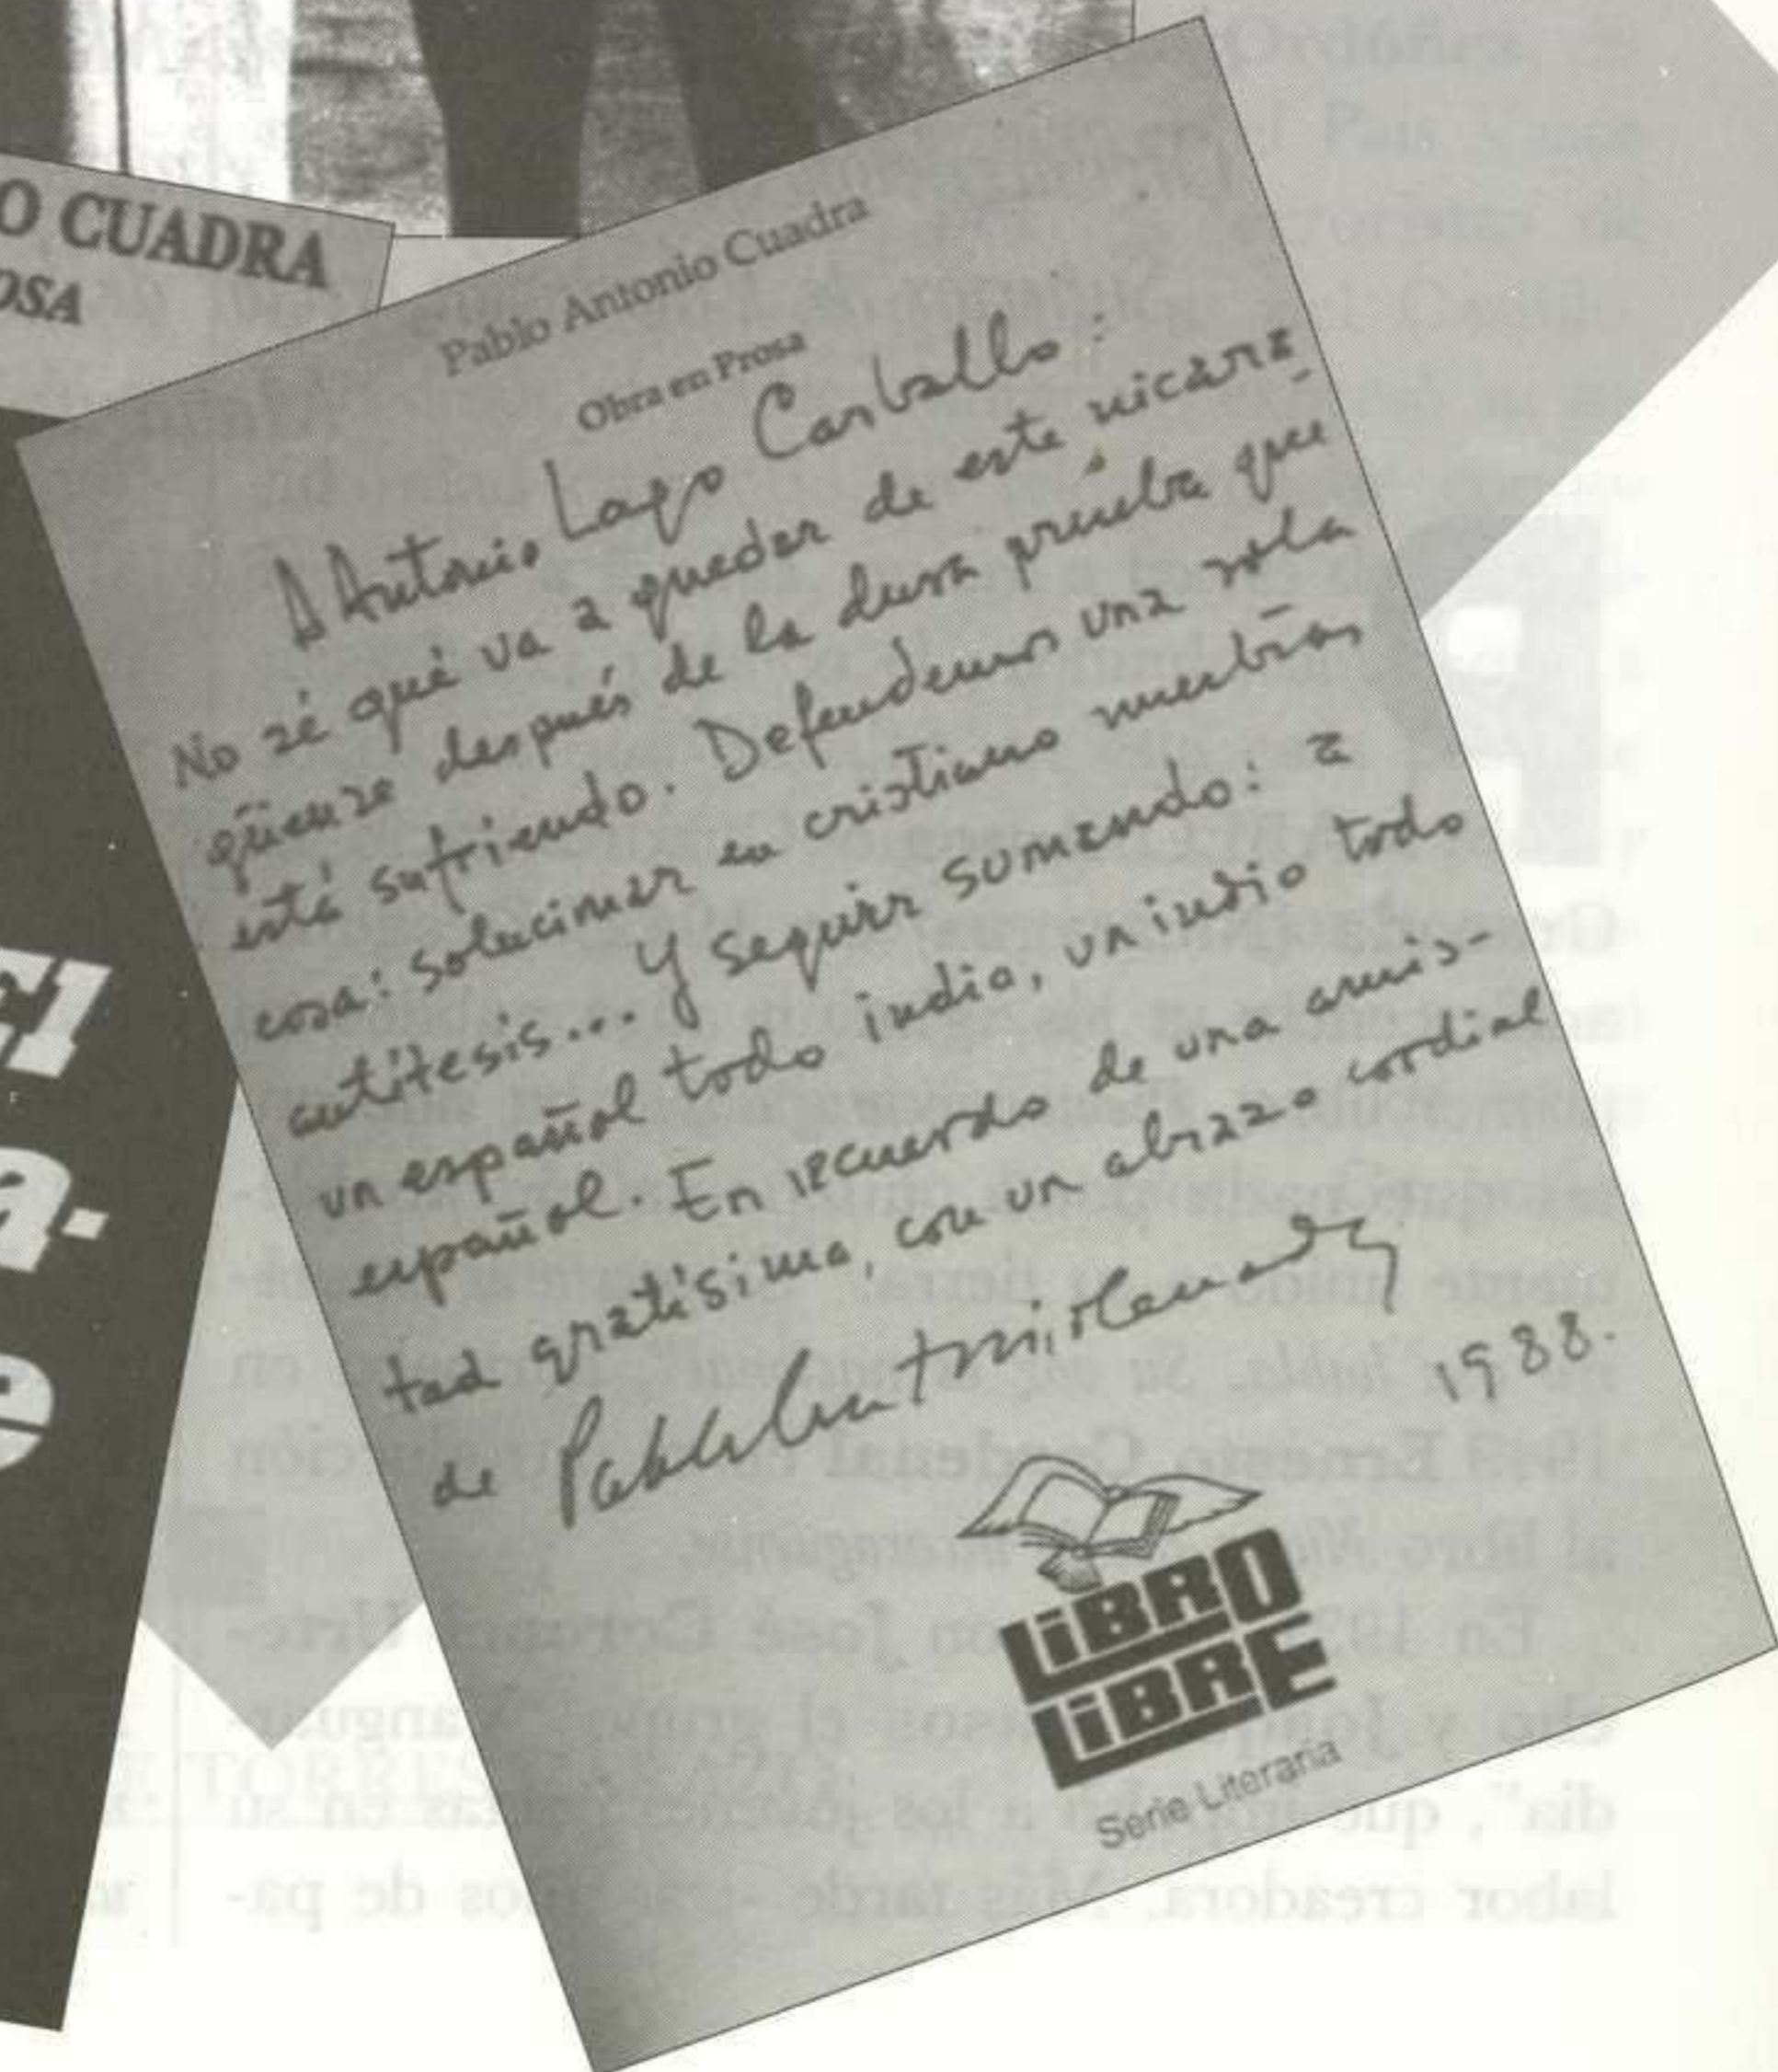 O CUADRA
OSA
El
a.
e
Pablo Antonio Cuadra
Obra en Prosa
A Antonio Lago Carballo:
No sé qué va a quedar de este nicara-
güense después de la dura prueba que
está sufriendo. Defendemos una sola
cosa: solucionar en cristiano nuestras
antítesis... Y seguir sumando: a
un español todo indio, un indio todo
español. En recuerdo de una amis-
tad gratísima, con un abrazo cordial
de Pablo Antonio Cuadra
1988.
LiBRO
LiBRE
Serie Literaria